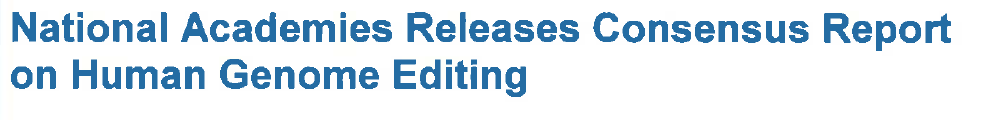 National Academies Releases Consensus Report
on Human Genome Editing